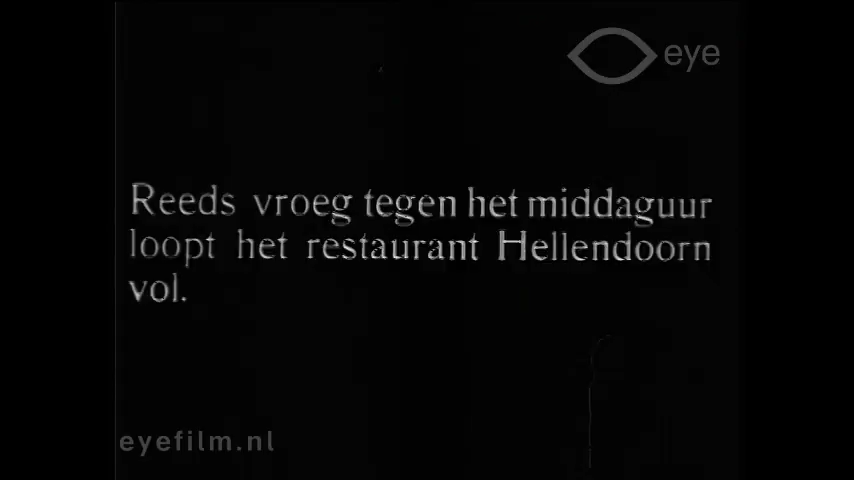 eye
Reeds vroeg tegen het middaguur
loopt het restaurant Hellendoorn
vol.
eyefilm.nl